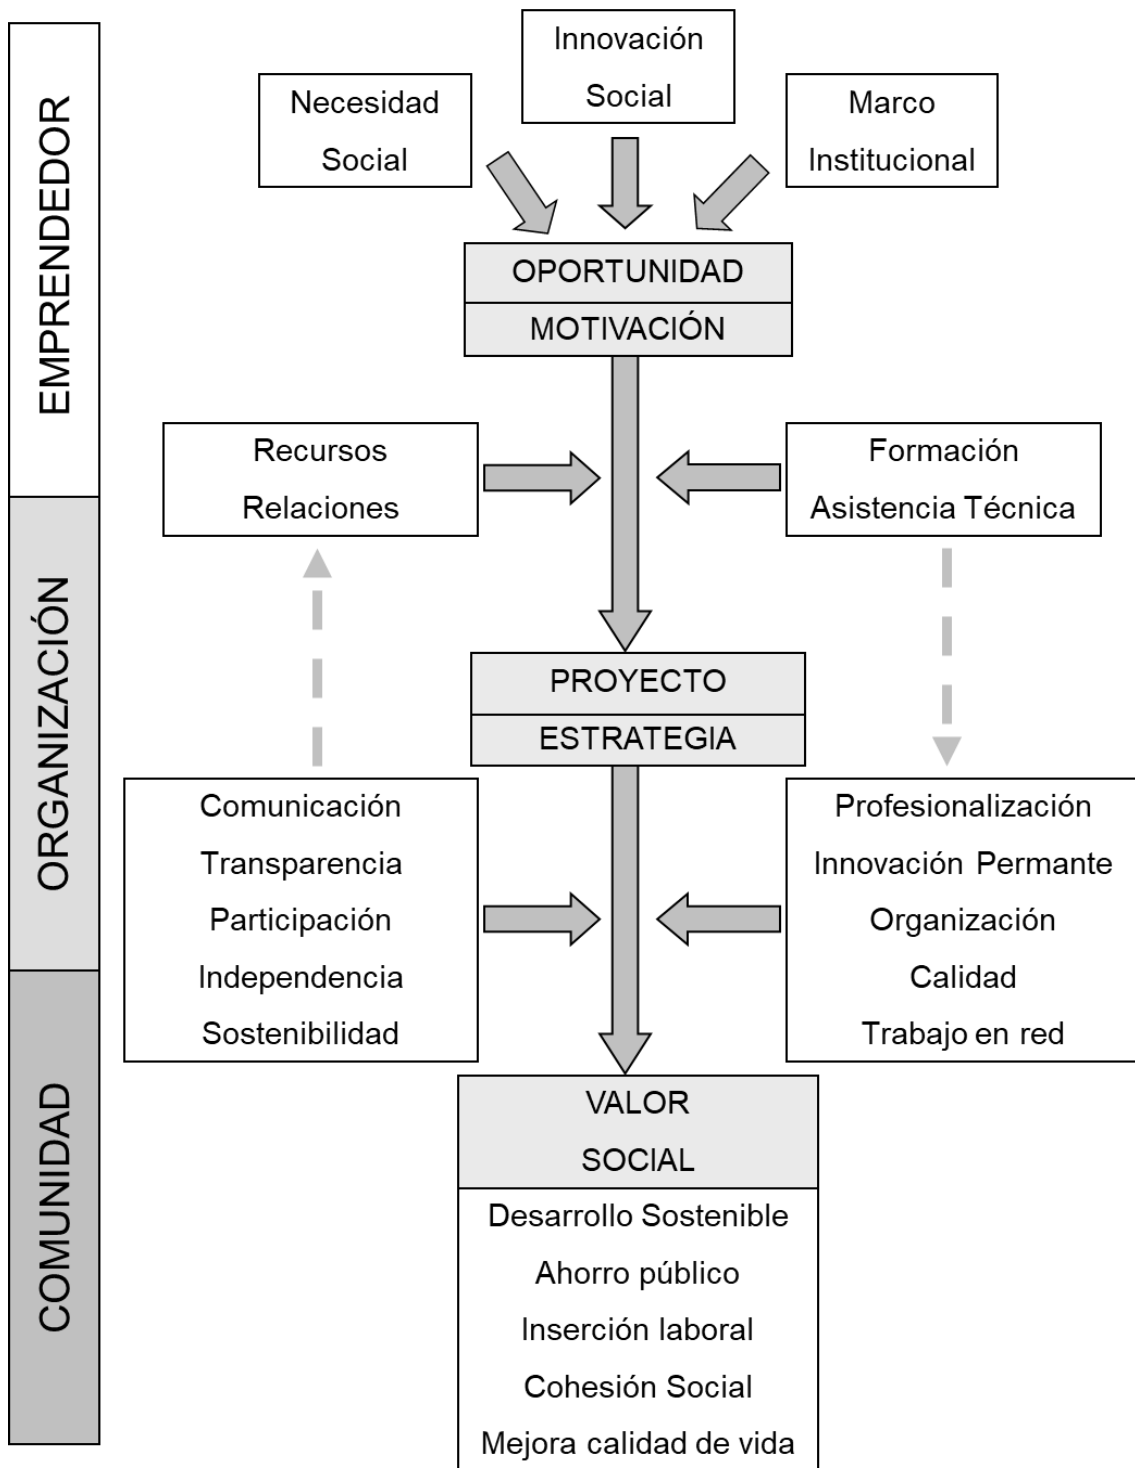 EMPRENDEDOR
Innovación
Social
Necesidad
Social
Marco
Institucional
OPORTUNIDAD
MOTIVACIÓN
Recursos
Relaciones
Formación
Asistencia Técnica
ORGANIZACIÓN
PROYECTO
ESTRATEGIA
Comunicación
Transparencia
Participación
Independencia
Sostenibilidad
Profesionalización
Innovación Permante
Organización
Calidad
Trabajo en red
COMUNIDAD
VALOR
SOCIAL
Desarrollo Sostenible
Ahorro público
Inserción laboral
Cohesión Social
Mejora calidad de vida